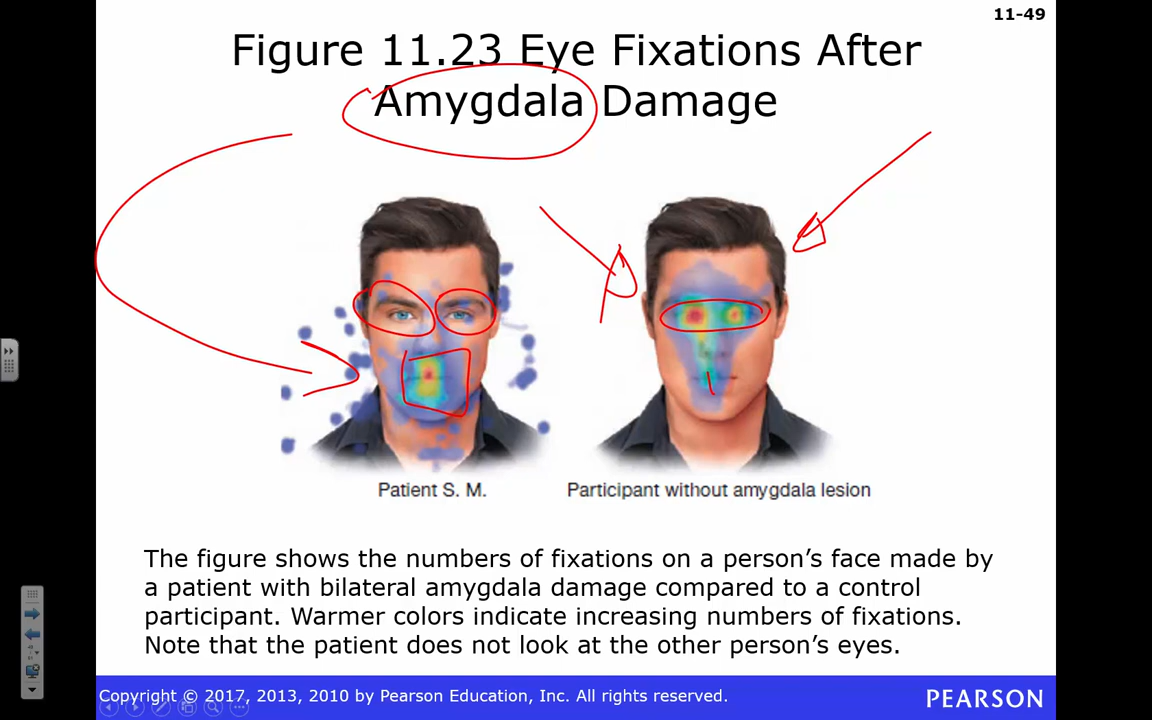 11-49
Figure 11.23 Eye Fixations After
Amygdala Damage
Patient S. M.
Participant without amygdala lesion
The figure shows the numbers of fixations on a person's face made by
a patient with bilateral amygdala damage compared to a control
participant. Warmer colors indicate increasing numbers of fixations.
Note that the patient does not look at the other person's eyes.
Copyright © 2017, 2013, 2010 by Pearson Education, Inc. All rights reserved.
PEARSON